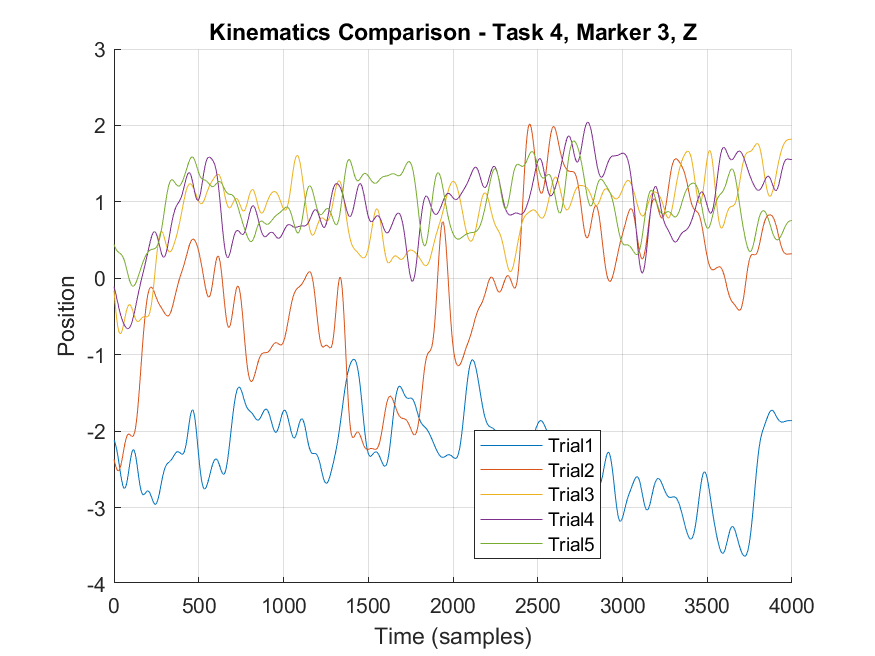 Kinematics Comparison - Task 4, Marker 3, Z
3
2
1
0
-1
-2
-3
-4
Position
Trial1
Trial2
Trial3
Trial4
Trial5
0 500 1000 1500 2000 2500 3000 3500 4000
Time (samples)